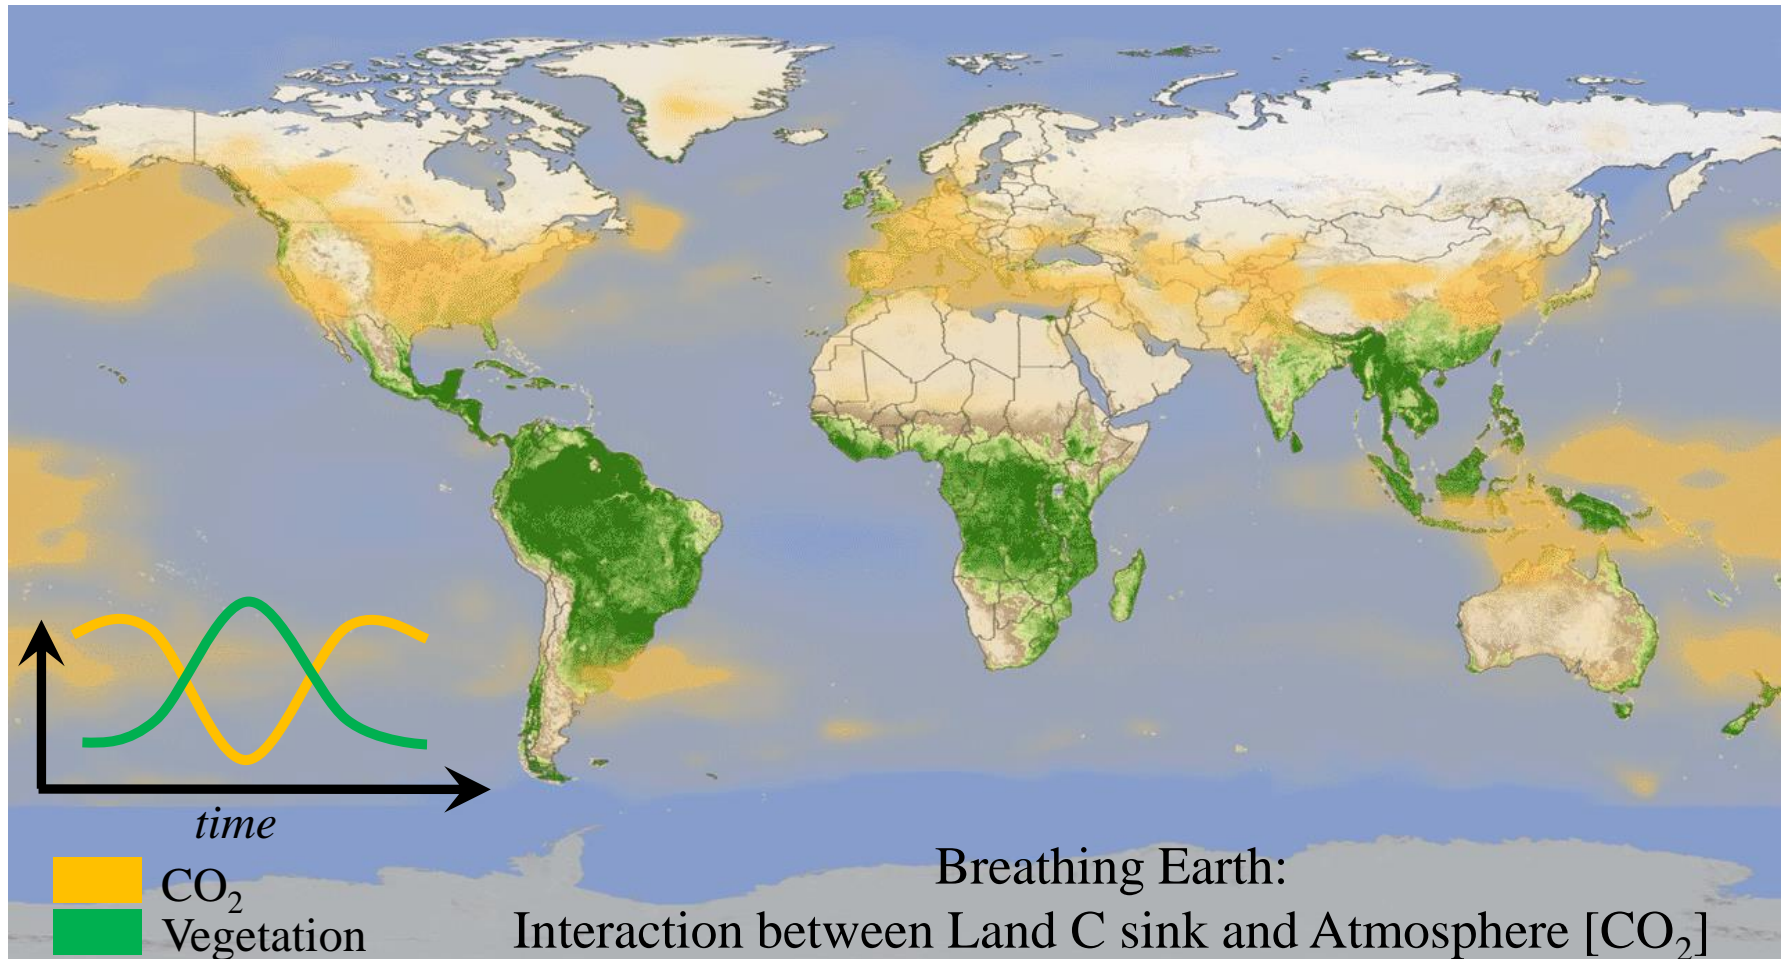 time
CO₂
Vegetation
Breathing Earth:
Interaction between Land C sink and Atmosphere [CO₂]